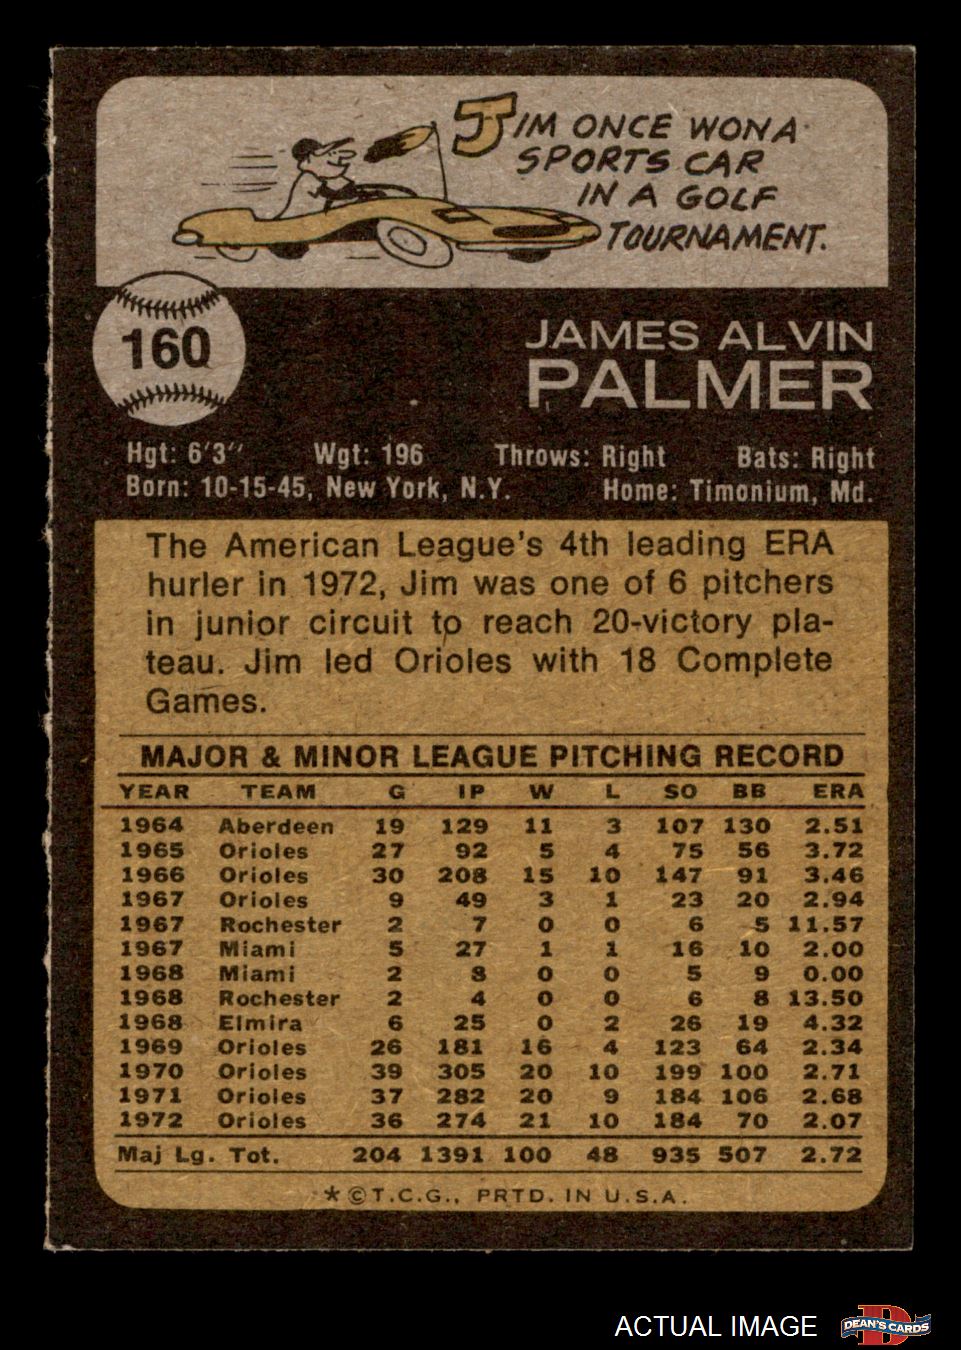 JIM ONCE WON A
SPORTS CAR
IN A GOLF
TOURNAMENT.
160
JAMES ALVIN
PALMER
Hgt: 6'3" Wgt: 196 Throws: Right Bats: Right
Born: 10-15-45, New York, N.Y. Home: Timonium, Md.
The American League's 4th leading ERA
hurler in 1972, Jim was one of 6 pitchers
in junior circuit to reach 20-victory pla-
teau. Jim led Orioles with 18 Complete
Games.
MAJOR & MINOR LEAGUE PITCHING RECORD
YEAR TEAM G IP W L SO BB ERA
1964 Aberdeen 19 129 11 3 107 130 2.51
1965 Orioles 27 92 5 4 75 56 3.72
1966 Orioles 30 208 15 10 147 91 3.46
1967 Orioles 9 49 3 1 23 20 2.94
1967 Rochester 2 7 0 0 6 5 11.57
1967 Miami 5 27 1 1 16 10 2.00
1968 Miami 2 8 0 0 5 9 0.00
1968 Rochester 2 4 0 0 6 8 13.50
1968 Elmira 6 25 0 2 26 19 4.32
1969 Orioles 26 181 16 4 123 64 2.34
1970 Orioles 39 305 20 10 199 100 2.71
1971 Orioles 37 282 20 9 184 106 2.68
1972 Orioles 36 274 21 10 184 70 2.07
Maj Lg. Tot. 204 1391 100 48 935 507 2.72
*©T.C.G., PRTD. IN U.S.A.
ACTUAL IMAGE
D
DEAN'S CARDS